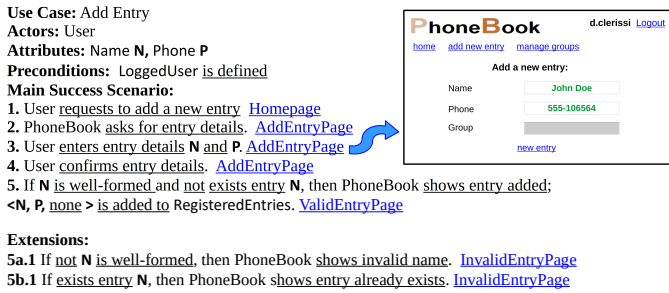 Use Case: Add Entry
Actors: User
Attributes: Name N, Phone P
Preconditions: LoggedUser is defined
Main Success Scenario:
1. User requests to add a new entry Homepage
2. PhoneBook asks for entry details. AddEntryPage
3. User enters entry details N and P. AddEntryPage
4. User confirms entry details. AddEntryPage
5. If N is well-formed and not exists entry N, then PhoneBook shows entry added;
<N, P, none > is added to RegisteredEntries. ValidEntryPage
Extensions:
5a.1 If not N is well-formed, then PhoneBook shows invalid name. InvalidEntryPage
5b.1 If exists entry N, then PhoneBook shows entry already exists. InvalidEntryPage
PhoneBook
d.clerissi Logout
home add new entry manage groups
Add a new entry:
Name John Doe
Phone 555-106564
Group
new entry